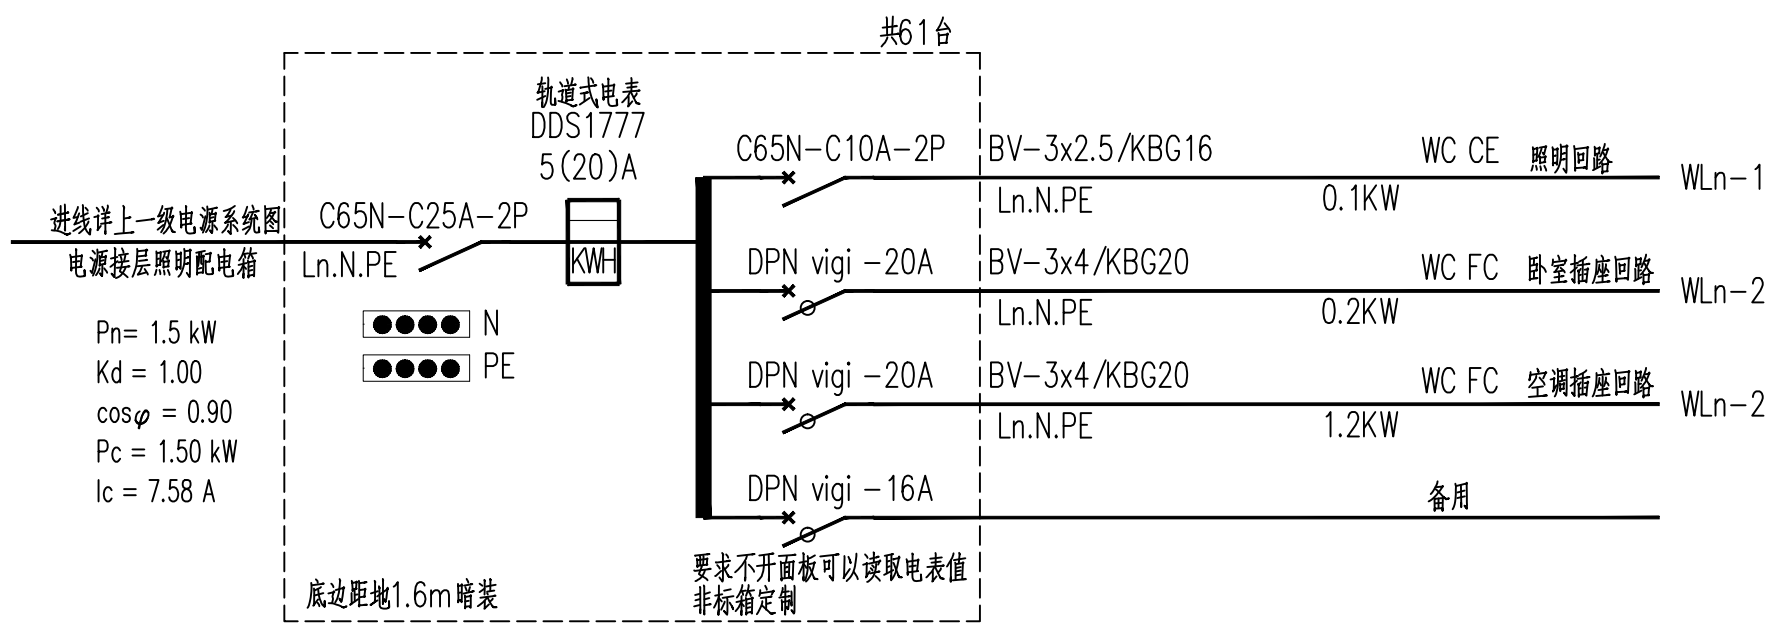 共61台
轨道式电表
DDS1777
5(20)A
进线详上一级电源系统图
电源接层照明配电箱
C65N-C25A-2P
Ln.N.PE
KWH
N
PE
Pn= 1.5 kW
Kd = 1.00
cosφ = 0.90
Pc = 1.50 kW
Ic = 7.58 A
C65N-C10A-2P
BV-3x2.5/KBG16
WC CE
照明回路
WLn-1
Ln.N.PE
0.1KW
DPN vigi -20A
BV-3x4/KBG20
WC FC
卧室插座回路
WLn-2
Ln.N.PE
0.2KW
DPN vigi -20A
BV-3x4/KBG20
WC FC
空调插座回路
WLn-2
Ln.N.PE
1.2KW
DPN vigi -16A
备用
要求不开面板可以读取电表值
非标箱定制
底边距地1.6m暗装